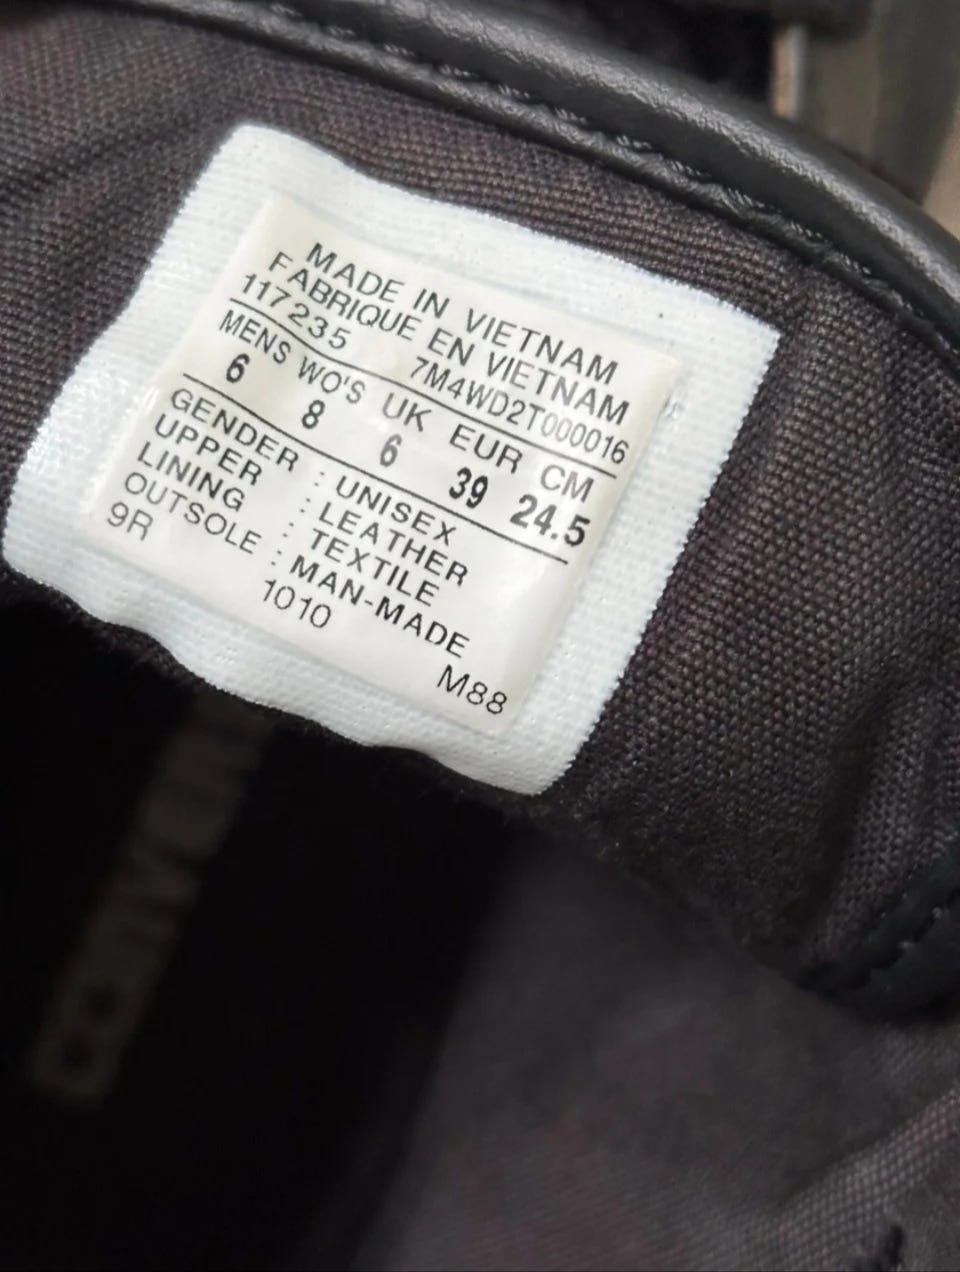 MADE IN VIETNAM
FABRIQUE EN VIETNAM
117235 7M4WD2T000016
MENS WO'S UK EUR CM
6 8 6 39 24.5
GENDER : UNISEX
UPPER : LEATHER
LINING : TEXTILE
OUTSOLE : MAN-MADE
9R 1010 M88